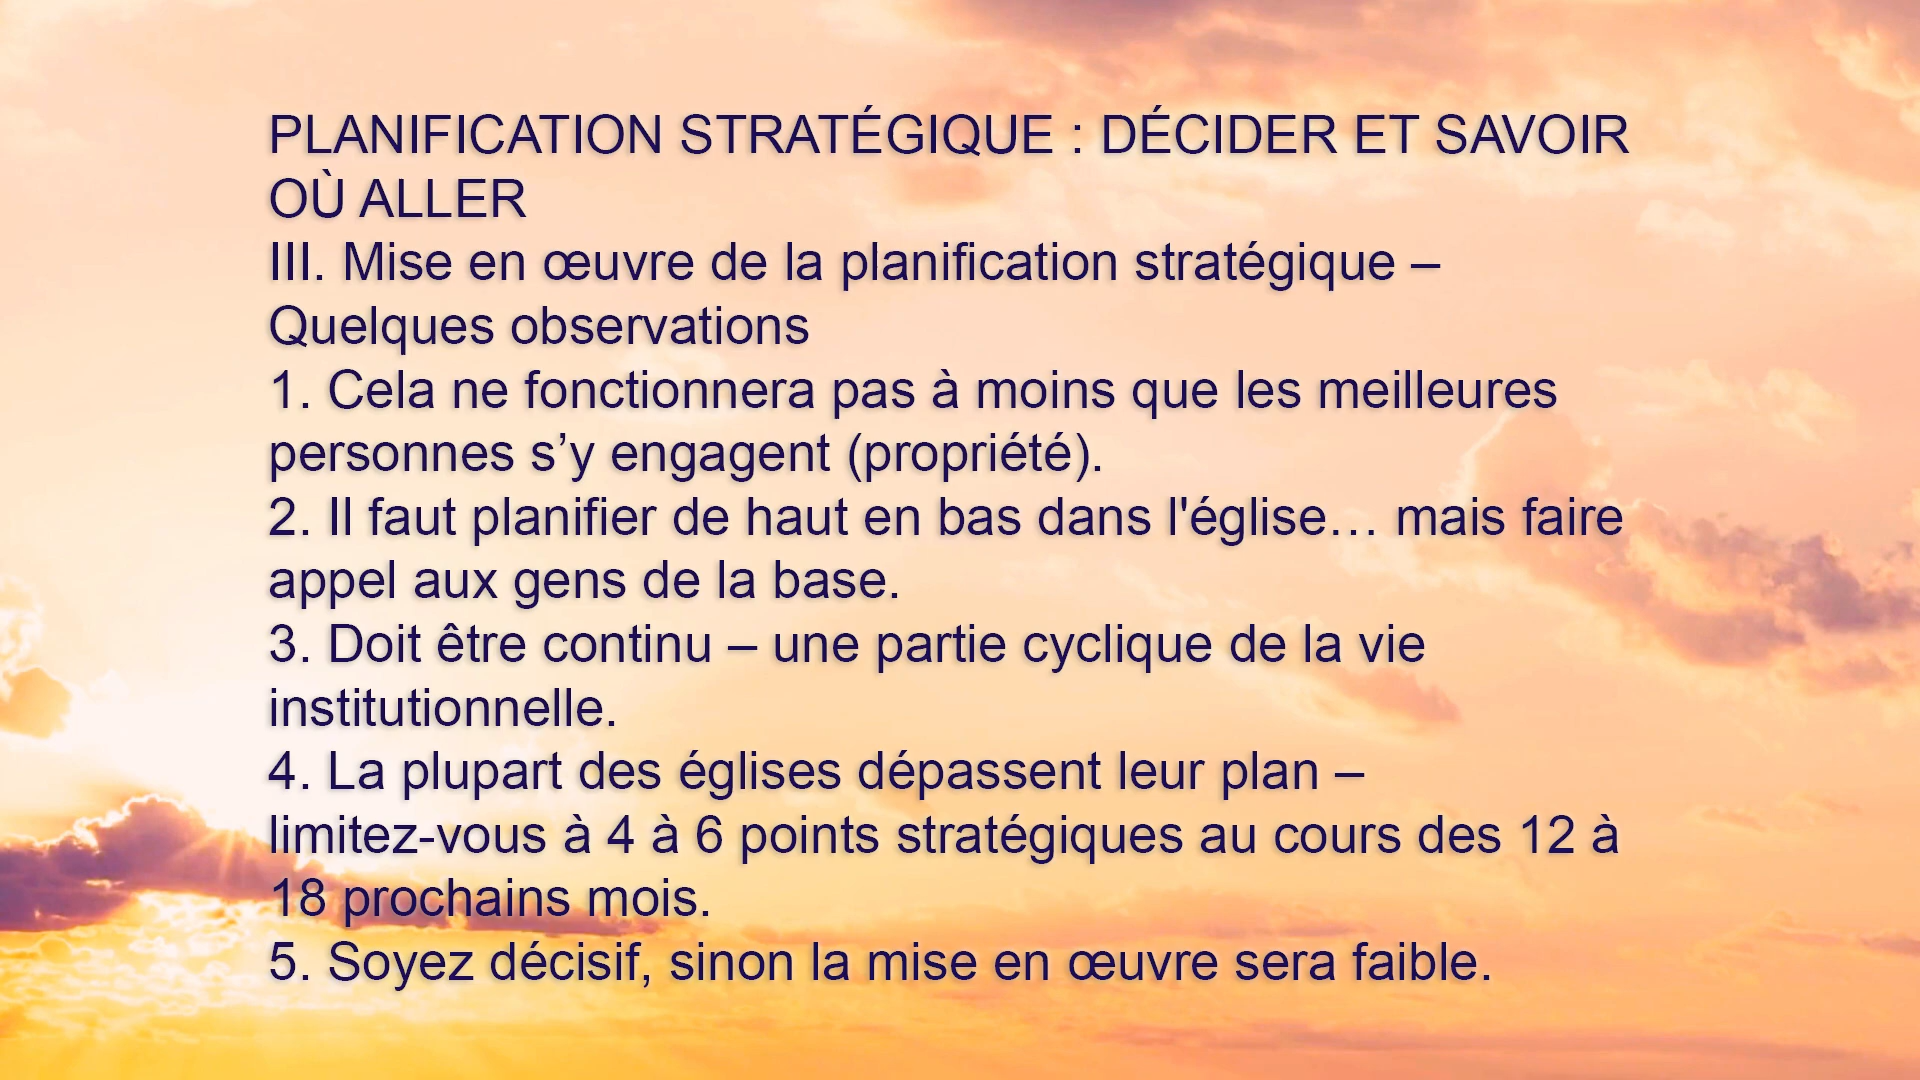 PLANIFICATION STRATÉGIQUE : DÉCIDER ET SAVOIR
OÙ ALLER
III. Mise en œuvre de la planification stratégique –
Quelques observations
1. Cela ne fonctionnera pas à moins que les meilleures
personnes s’y engagent (propriété).
2. Il faut planifier de haut en bas dans l'église… mais faire
appel aux gens de la base.
3. Doit être continu – une partie cyclique de la vie
institutionnelle.
4. La plupart des églises dépassent leur plan –
limitez-vous à 4 à 6 points stratégiques au cours des 12 à
18 prochains mois.
5. Soyez décisif, sinon la mise en œuvre sera faible.